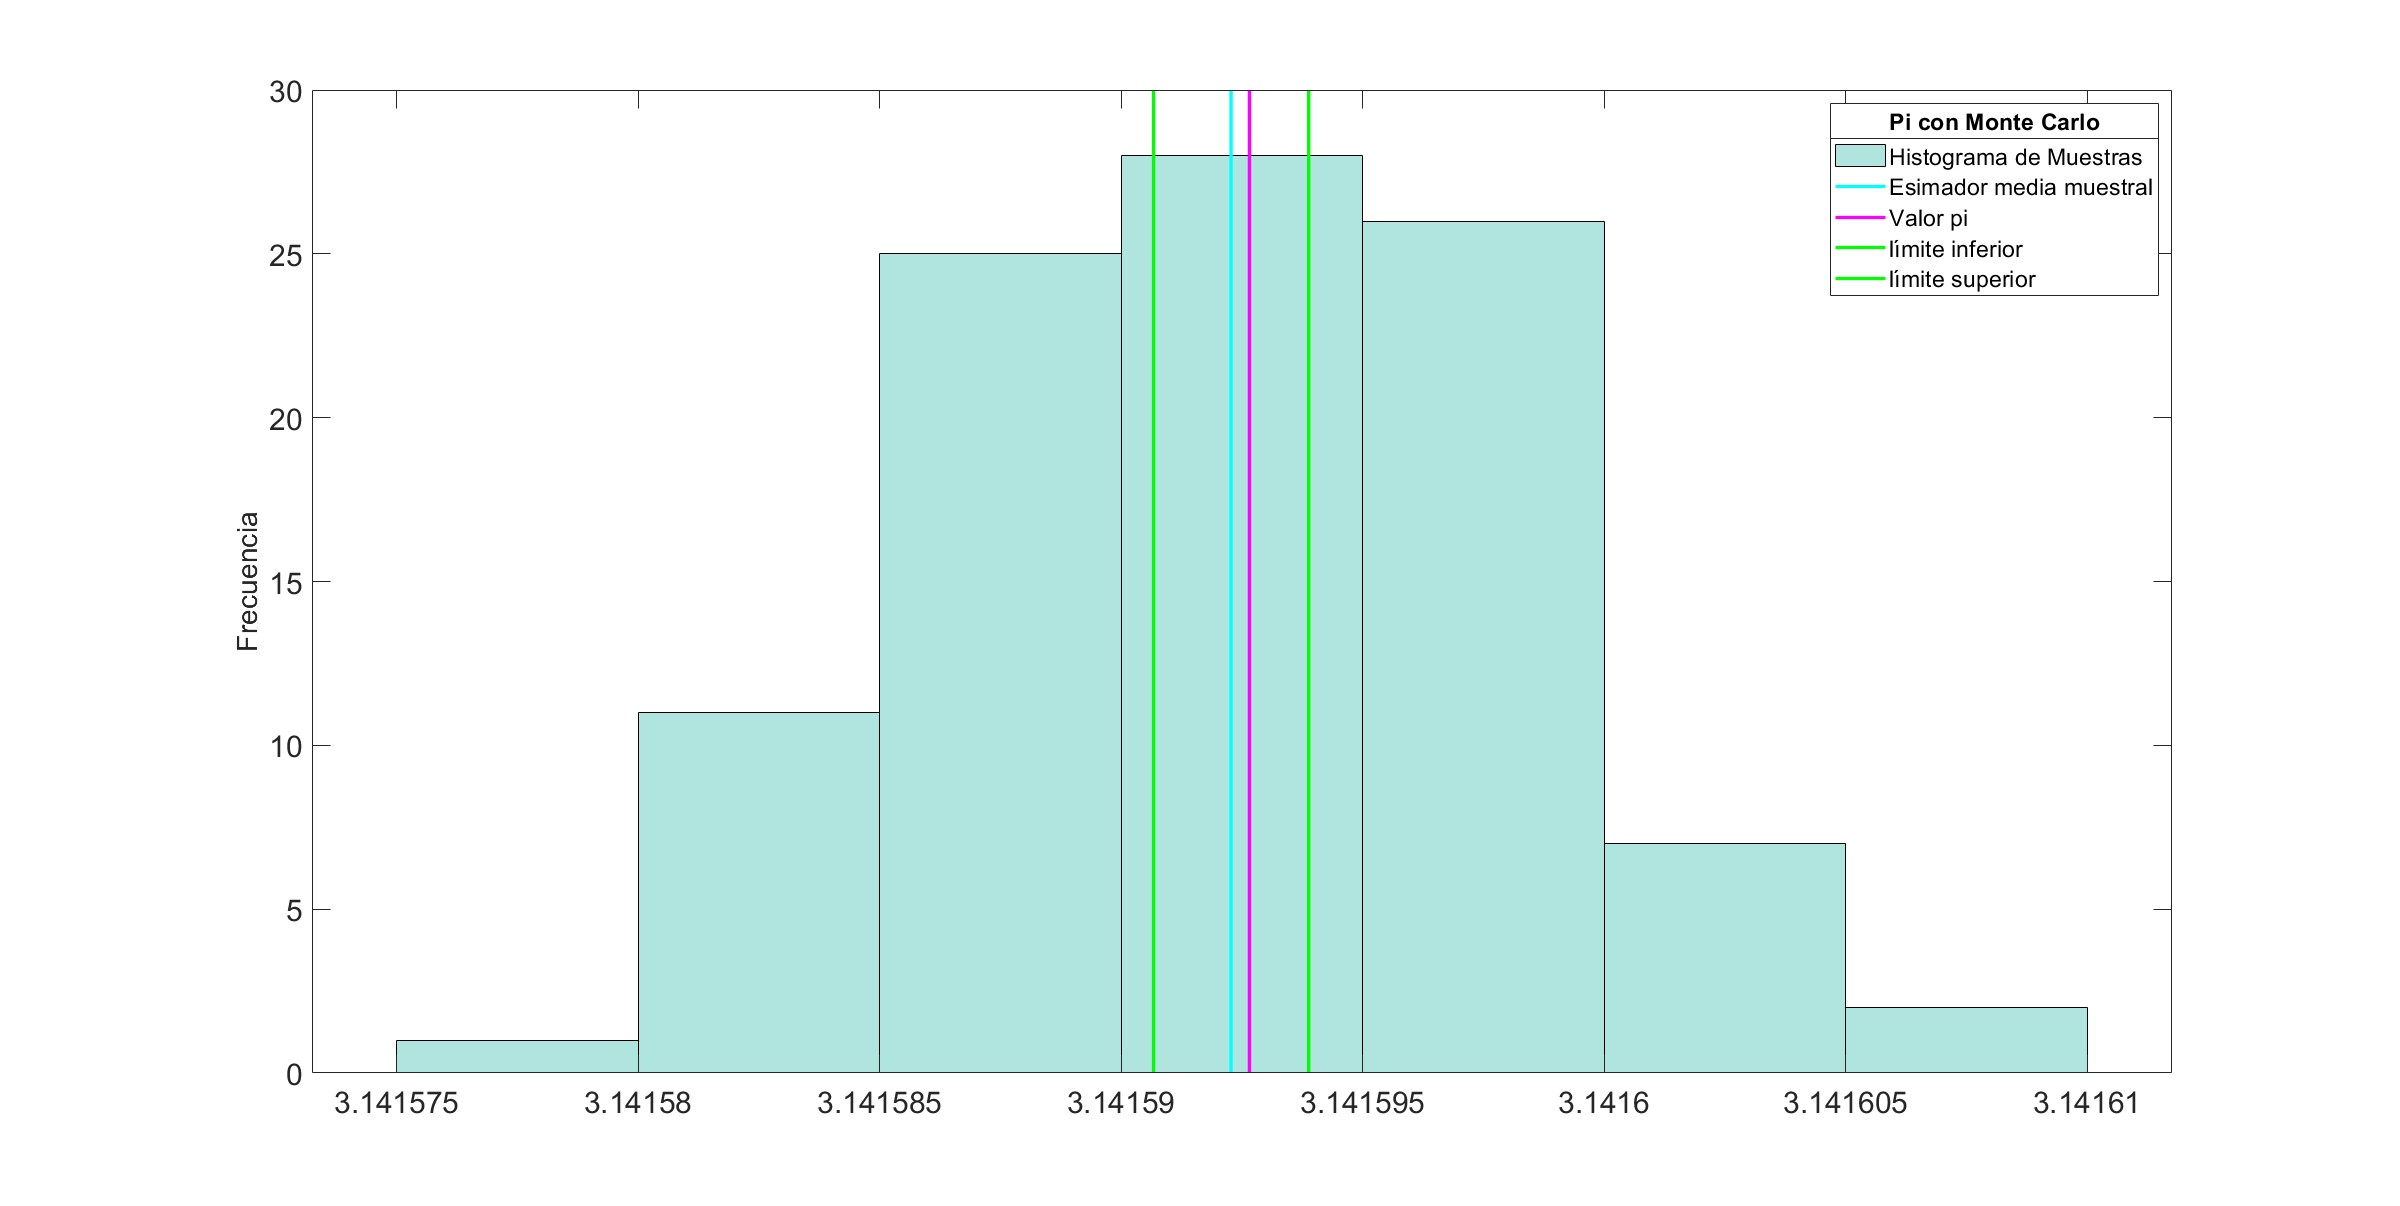 30
25
20
15
10
5
0
Frecuencia
Pi con Monte Carlo
Histograma de Muestras
Esimador media muestral
Valor pi
límite inferior
límite superior
3.141575 3.14158 3.141585 3.14159 3.141595 3.1416 3.141605 3.14161